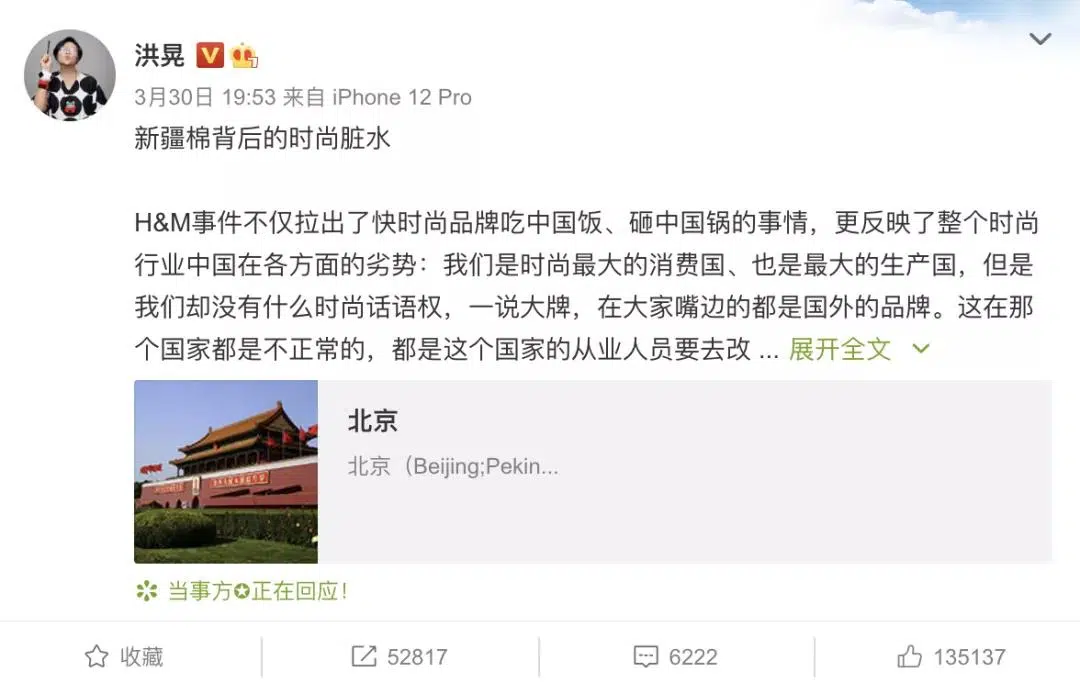 洪晃
3月30日 19:53 来自 iPhone 12 Pro
新疆棉背后的时尚脏水
H&M事件不仅拉出了快时尚品牌吃中国饭、砸中国锅的事情，更反映了整个时尚
行业中国在各方面的劣势：我们是时尚最大的消费国、也是最大的生产国，但是
我们却没有什么时尚话语权，一说大牌，在大家嘴边的都是国外的品牌。这在那
个国家都是不正常的，都是这个国家的从业人员要去改 ... 展开全文
北京
北京（Beijing;Pekin...
当事方✪正在回应！
收藏
52817
6222
135137